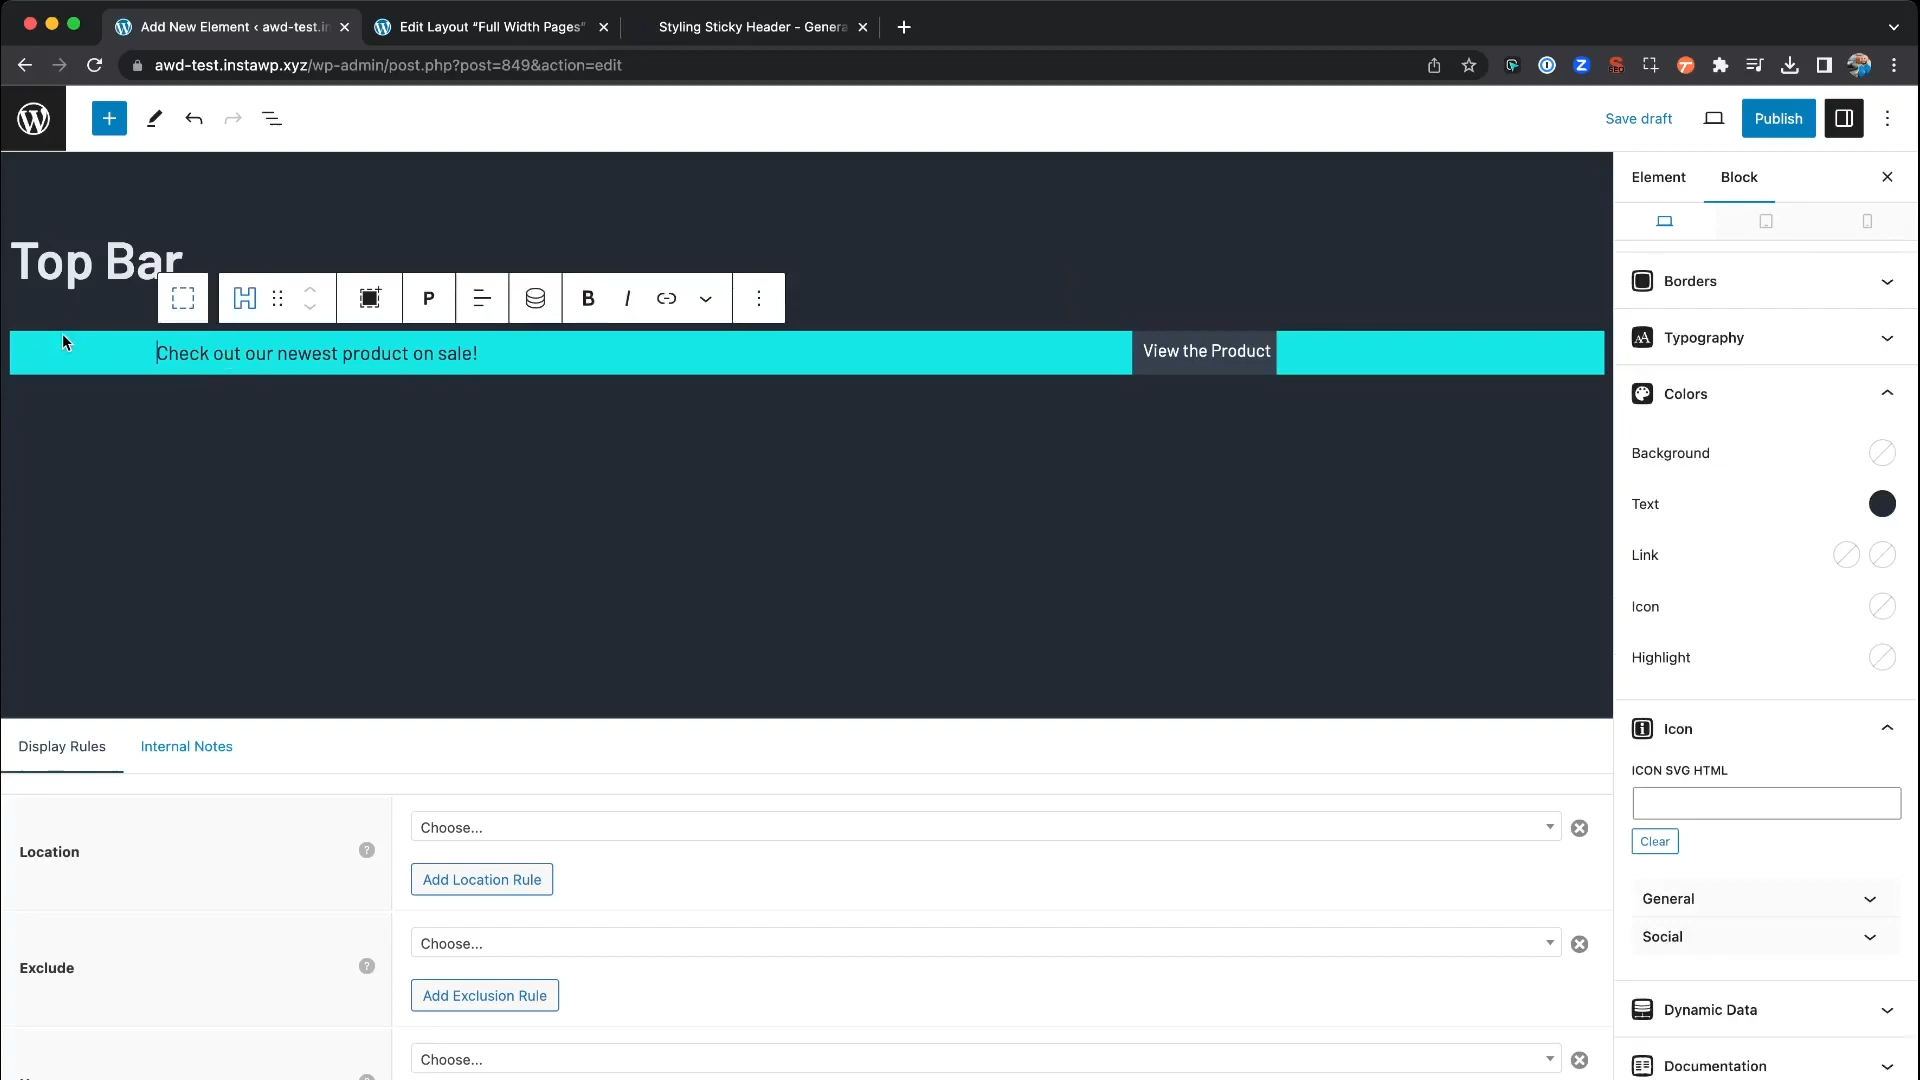 Add New Element ‹ awd-test.in
Edit Layout “Full Width Pages”
Styling Sticky Header - Genera
awd-test.instawp.xyz/wp-admin/post.php?post=849&action=edit
Save draft
Publish
Element
Block
Top Bar
P
B
I
Check out our newest product on sale!
View the Product
Borders
Typography
Colors
Background
Text
Link
Icon
Highlight
Icon
ICON SVG HTML
Clear
General
Social
Dynamic Data
Documentation
Display Rules
Internal Notes
Location
?
Choose...
Add Location Rule
Exclude
?
Choose...
Add Exclusion Rule
Choose...